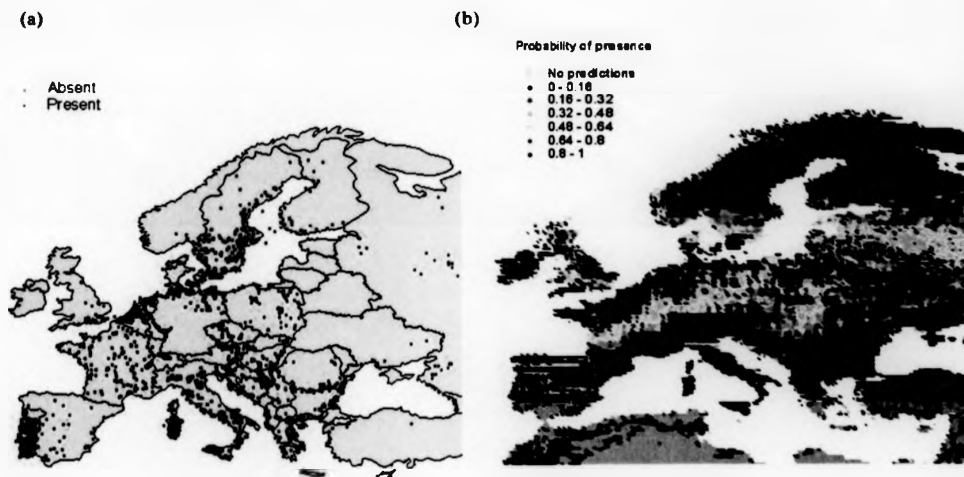 (a)
Absent
Present
(b)
Probability of presence
No predictions
0 - 0.16
0.16 - 0.32
0.32 - 0.48
0.48 - 0.64
0.64 - 0.8
0.8 - 1